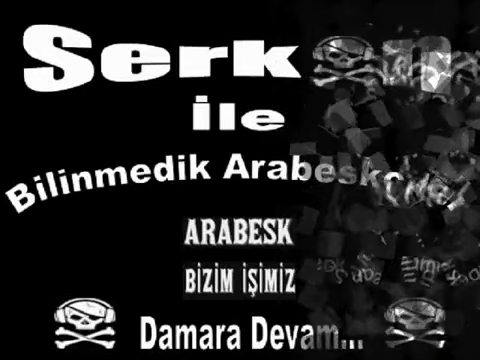 Serk
İle
Bilinmedik Arabesk
ARABESK
BİZİM İŞİMİZ
Damara Devam...